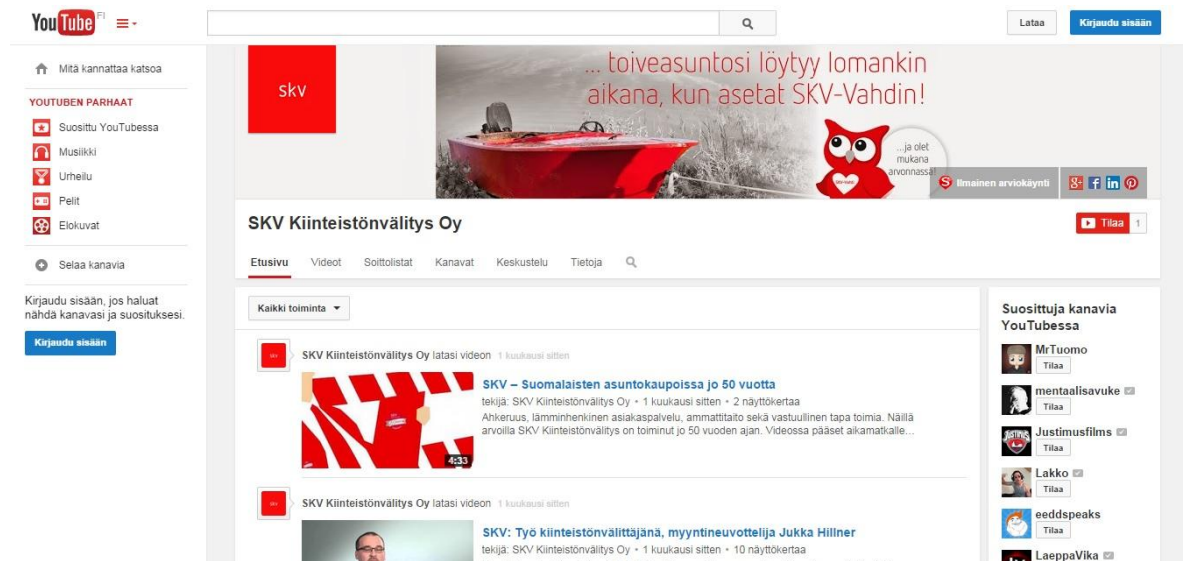 You Tube FI
Lataa
Kirjaudu sisään
Mitä kannattaa katsoa
YOUTUBEN PARHAAT
Suosittu YouTubessa
Musiikki
Urheilu
Pelit
Elokuvat
Selaa kanavia
Kirjaudu sisään, jos haluat
nähdä kanavasi ja suosituksesi.
Kirjaudu sisään
skv
... toiveasuntosi löytyy lomankin
aikana, kun asetat SKV-Vahdin!
...ja olet
mukana
arvonnassa!
Ilmainen arviokäynti
SKV Kiinteistönvälitys Oy
Tilaa 1
Etusivu Videot Soittolistat Kanavat Keskustelu Tietoja
Kaikki toiminta
SKV Kiinteistönvälitys Oy latasi videon 1 kuukausi sitten
SKV – Suomalaisten asuntokaupoissa jo 50 vuotta
tekijä: SKV Kiinteistönvälitys Oy • 1 kuukausi sitten • 2 näyttökertaa
Ahkeruus, lämminhenkinen asiakaspalvelu, ammattitaito sekä vastuullinen tapa toimia. Näillä
arvoilla SKV Kiinteistönvälitys on toiminut jo 50 vuoden ajan. Videossa pääset aikamatkalle...
4:33
SKV Kiinteistönvälitys Oy latasi videon 1 kuukausi sitten
SKV: Työ kiinteistönvälittäjänä, myyntineuvottelija Jukka Hillner
tekijä: SKV Kiinteistönvälitys Oy • 1 kuukausi sitten • 10 näyttökertaa
Suosittuja kanavia
YouTubessa
MrTuomo
Tilaa
mentaalisavuke
Tilaa
Justimusfilms
Tilaa
Lakko
Tilaa
eeddspeaks
Tilaa
LaeppaVika